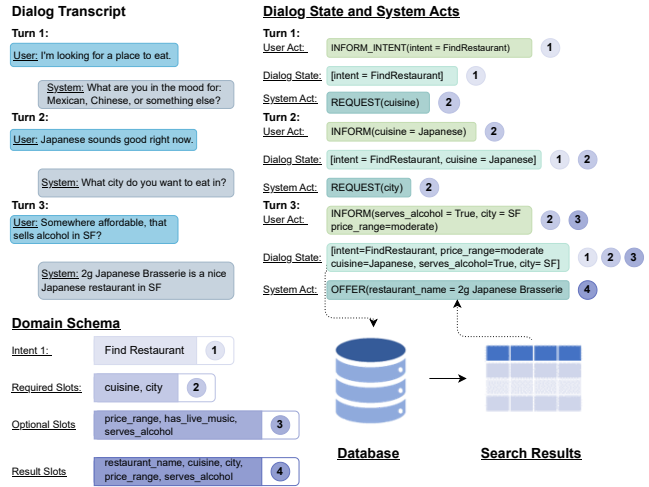 Dialog Transcript
Turn 1:
User: I'm looking for a place to eat.
System: What are you in the mood for:
Mexican, Chinese, or something else?
Turn 2:
User: Japanese sounds good right now.
System: What city do you want to eat in?
Turn 3:
User: Somewhere affordable, that
sells alcohol in SF?
System: 2g Japanese Brasserie is a nice
Japanese restaurant in SF
Dialog State and System Acts
Turn 1:
User Act: INFORM_INTENT(intent = FindRestaurant) 1
Dialog State: [intent = FindRestaurant] 1
System Act: REQUEST(cuisine) 2
Turn 2:
User Act: INFORM(cuisine = Japanese) 2
Dialog State: [intent = FindRestaurant, cuisine = Japanese] 1 2
System Act: REQUEST(city) 2
Turn 3:
User Act: INFORM(serves_alcohol = True, city = SF
price_range=moderate) 2 3
Dialog State: [intent=FindRestaurant, price_range=moderate
cuisine=Japanese, serves_alcohol=True, city= SF] 1 2 3
System Act: OFFER(restaurant_name = 2g Japanese Brasserie 4
Domain Schema
Intent 1: Find Restaurant 1
Required Slots: cuisine, city 2
Optional Slots price_range, has_live_music,
serves_alcohol 3
Result Slots restaurant_name, cuisine, city,
price_range, serves_alcohol 4
Database
Search Results